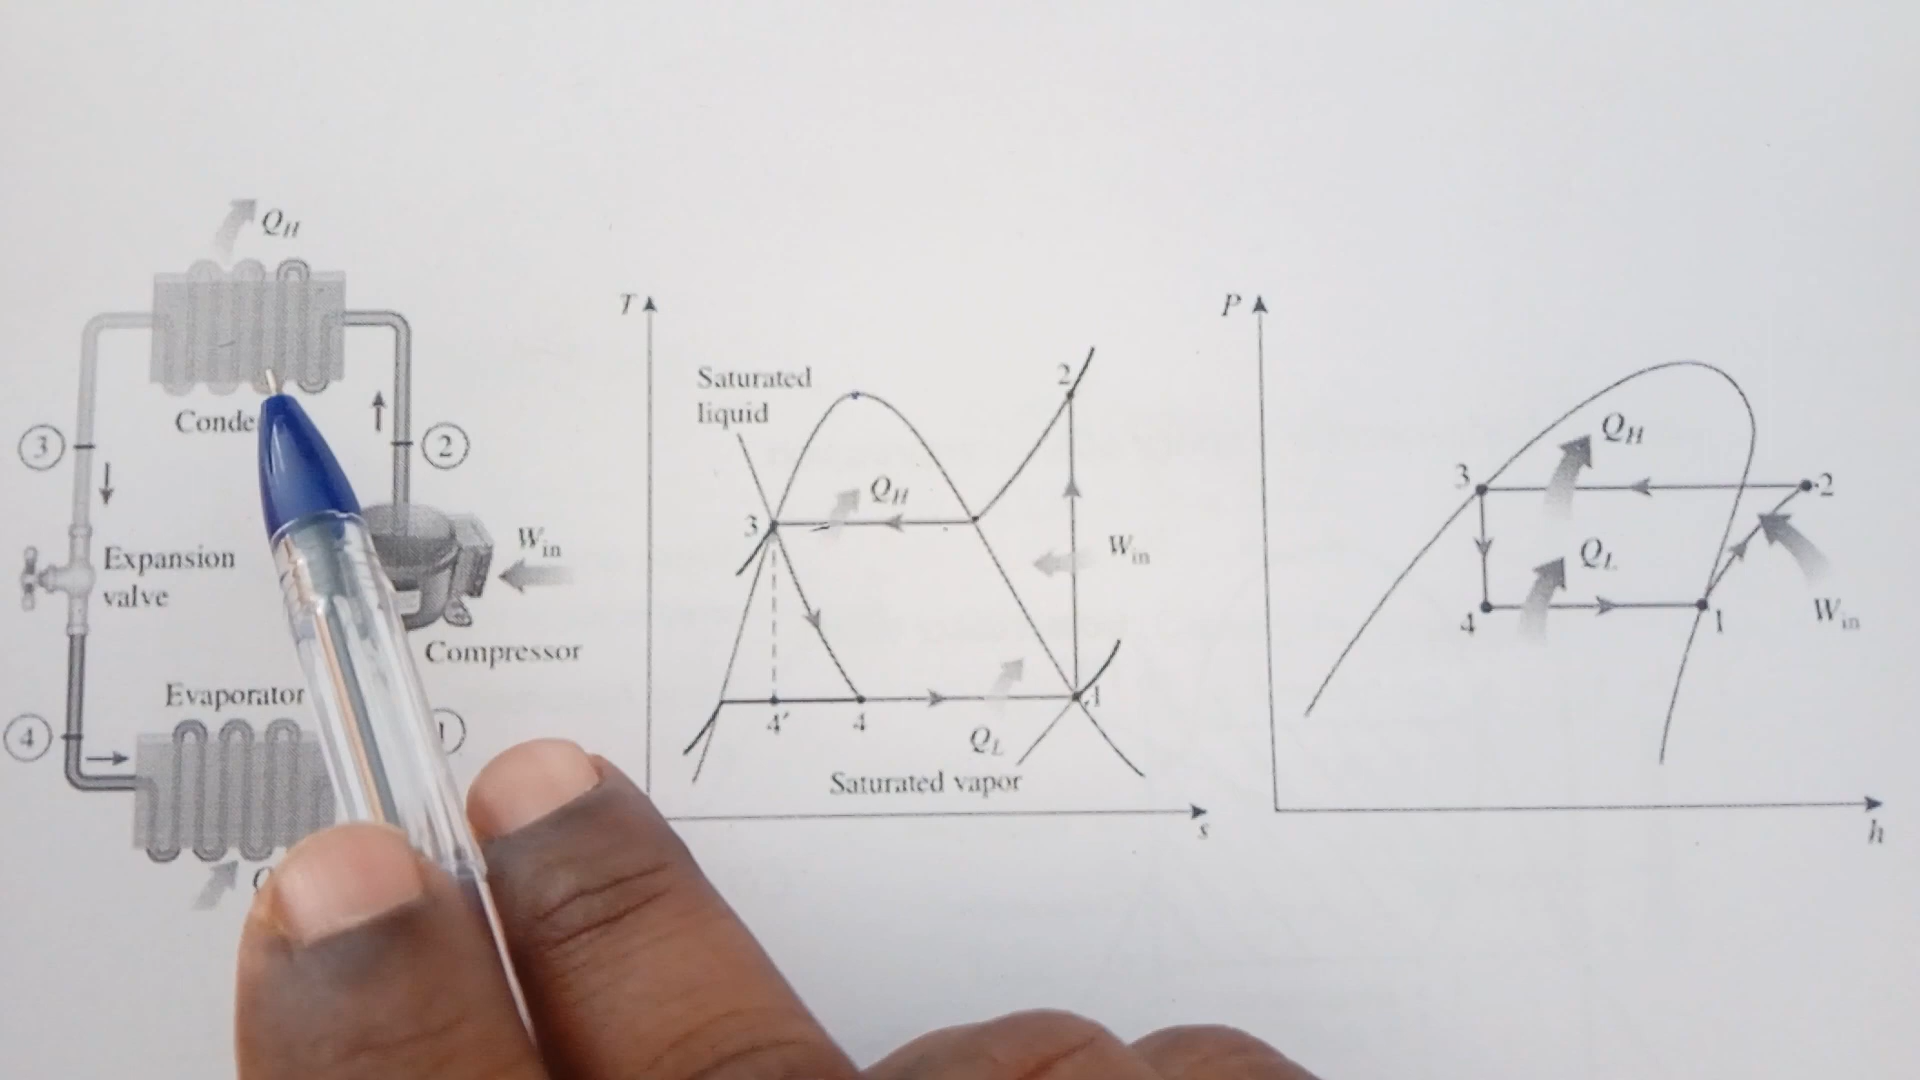 Q_H
Conde
3
2
Expansion
valve
W_in
Compressor
Evaporator
4
1
T
Saturated
liquid
2
Q_H
3
W_in
4′
4
1
Q_L
Saturated vapor
s
P
Q_H
3
2
Q_L
4
1
W_in
h